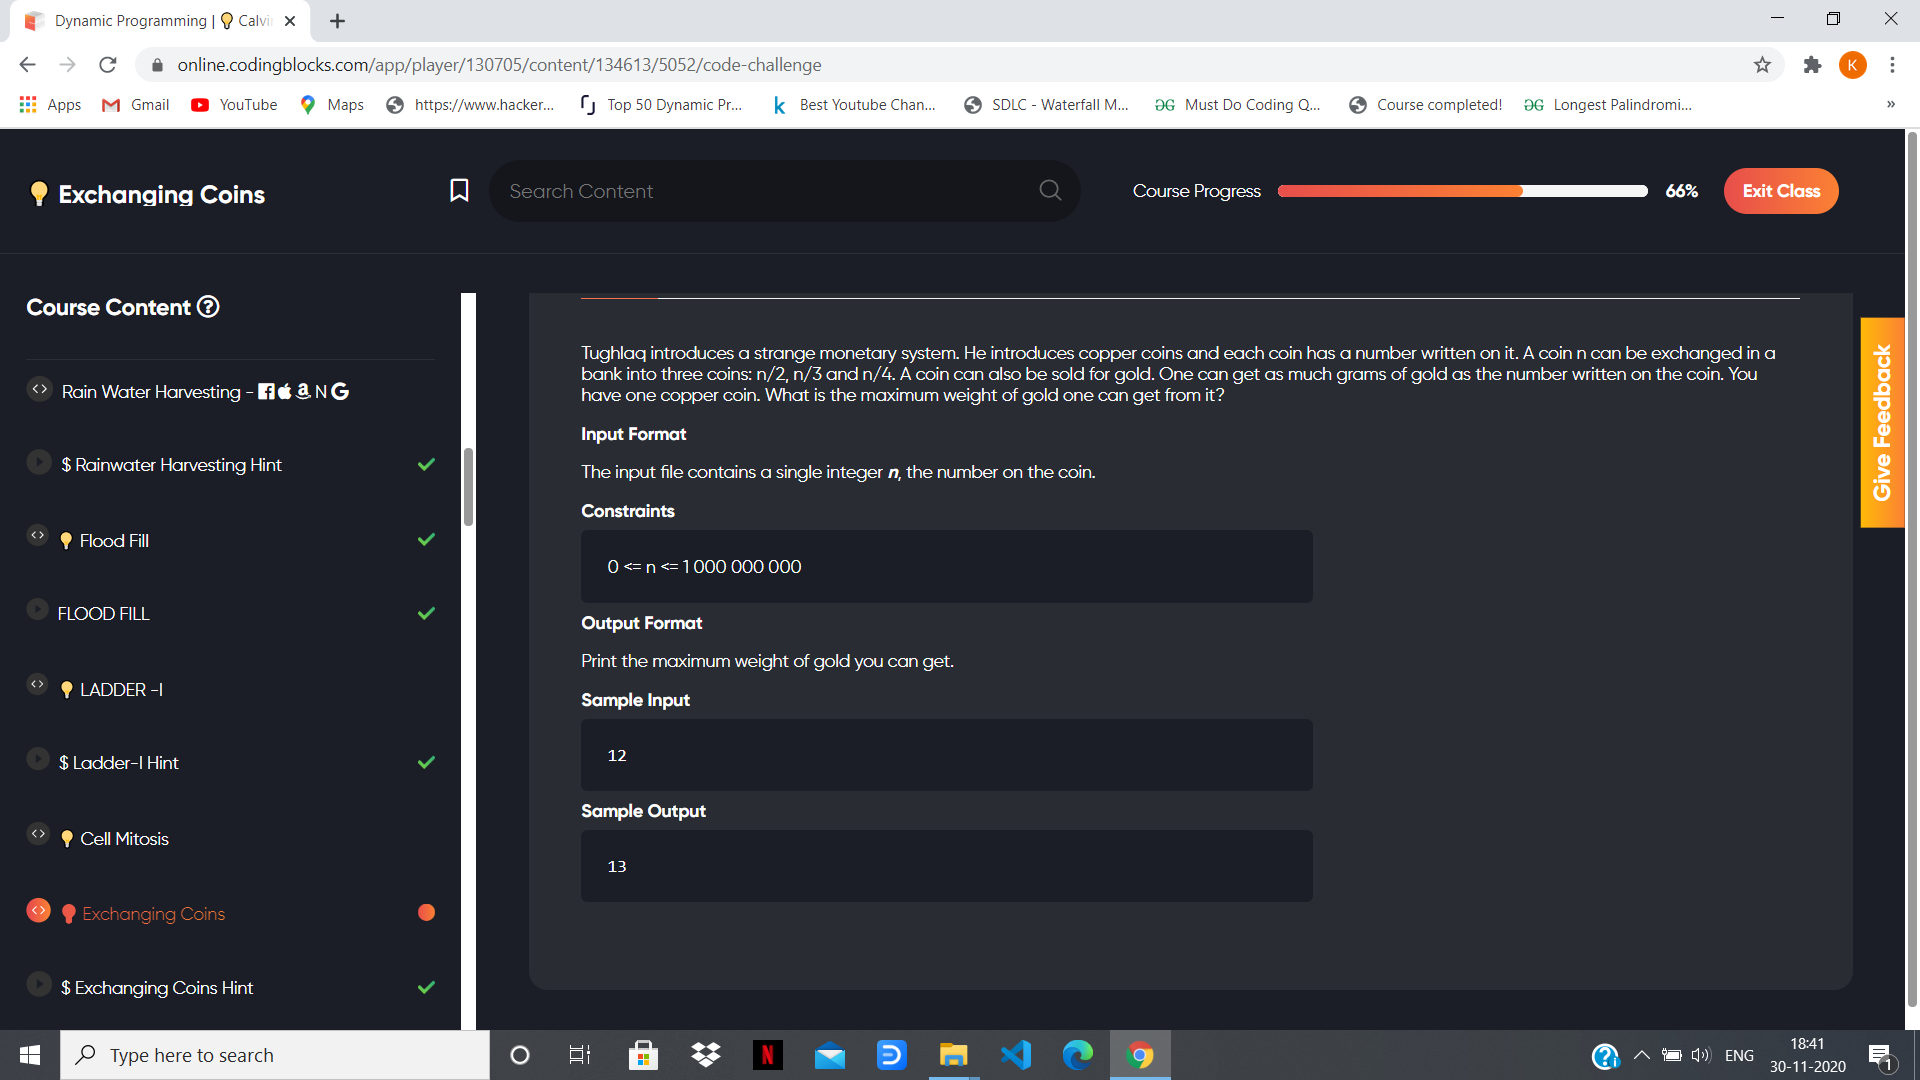 Dynamic Programming | 💡 Calvi
online.codingblocks.com/app/player/130705/content/134613/5052/code-challenge
K
Apps Gmail YouTube Maps https://www.hacker... Top 50 Dynamic Pr... Best Youtube Chan... SDLC - Waterfall M... Must Do Coding Q... Course completed! Longest Palindromi... »
💡 Exchanging Coins
Search Content
Course Progress 66% Exit Class
Course Content ?
Rain Water Harvesting - N
$ Rainwater Harvesting Hint
💡 Flood Fill
FLOOD FILL
💡 LADDER -I
$ Ladder-I Hint
💡 Cell Mitosis
💡 Exchanging Coins
$ Exchanging Coins Hint
Tughlaq introduces a strange monetary system. He introduces copper coins and each coin has a number written on it. A coin n can be exchanged in a
bank into three coins: n/2, n/3 and n/4. A coin can also be sold for gold. One can get as much grams of gold as the number written on the coin. You
have one copper coin. What is the maximum weight of gold one can get from it?
Input Format
The input file contains a single integer n, the number on the coin.
Constraints
0 <= n <= 1 000 000 000
Output Format
Print the maximum weight of gold you can get.
Sample Input
12
Sample Output
13
Give Feedback
Type here to search
ENG
18:41
30-11-2020
1